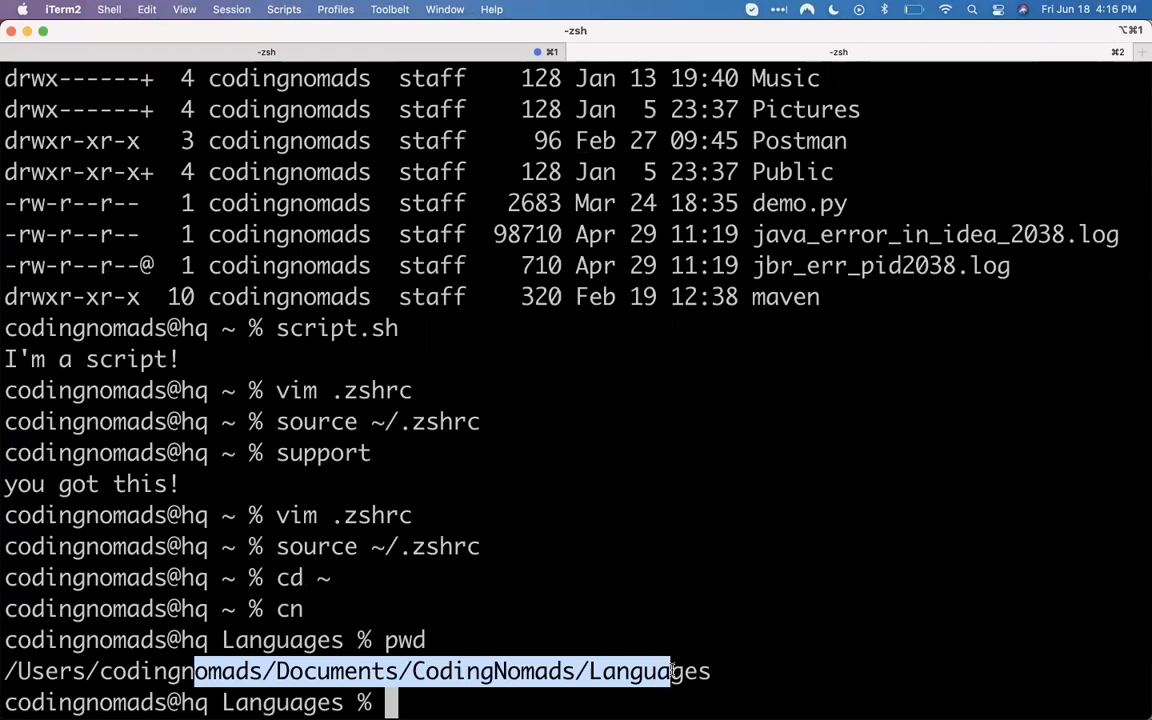 iTerm2 Shell Edit View Session Scripts Profiles Toolbelt Window Help Fri Jun 18 4:16 PM
-zsh ⌥⌘1
-zsh ⌘1 -zsh ⌘2
drwx------+ 4 codingnomads staff 128 Jan 13 19:40 Music
drwx------+ 4 codingnomads staff 128 Jan 5 23:37 Pictures
drwxr-xr-x 3 codingnomads staff 96 Feb 27 09:45 Postman
drwxr-xr-x+ 4 codingnomads staff 128 Jan 5 23:37 Public
-rw-r--r-- 1 codingnomads staff 2683 Mar 24 18:35 demo.py
-rw-r--r-- 1 codingnomads staff 98710 Apr 29 11:19 java_error_in_idea_2038.log
-rw-r--r--@ 1 codingnomads staff 710 Apr 29 11:19 jbr_err_pid2038.log
drwxr-xr-x 10 codingnomads staff 320 Feb 19 12:38 maven
codingnomads@hq ~ % script.sh
I'm a script!
codingnomads@hq ~ % vim .zshrc
codingnomads@hq ~ % source ~/.zshrc
codingnomads@hq ~ % support
you got this!
codingnomads@hq ~ % vim .zshrc
codingnomads@hq ~ % source ~/.zshrc
codingnomads@hq ~ % cd ~
codingnomads@hq ~ % cn
codingnomads@hq Languages % pwd
/Users/codingnomads/Documents/CodingNomads/Languages
codingnomads@hq Languages %